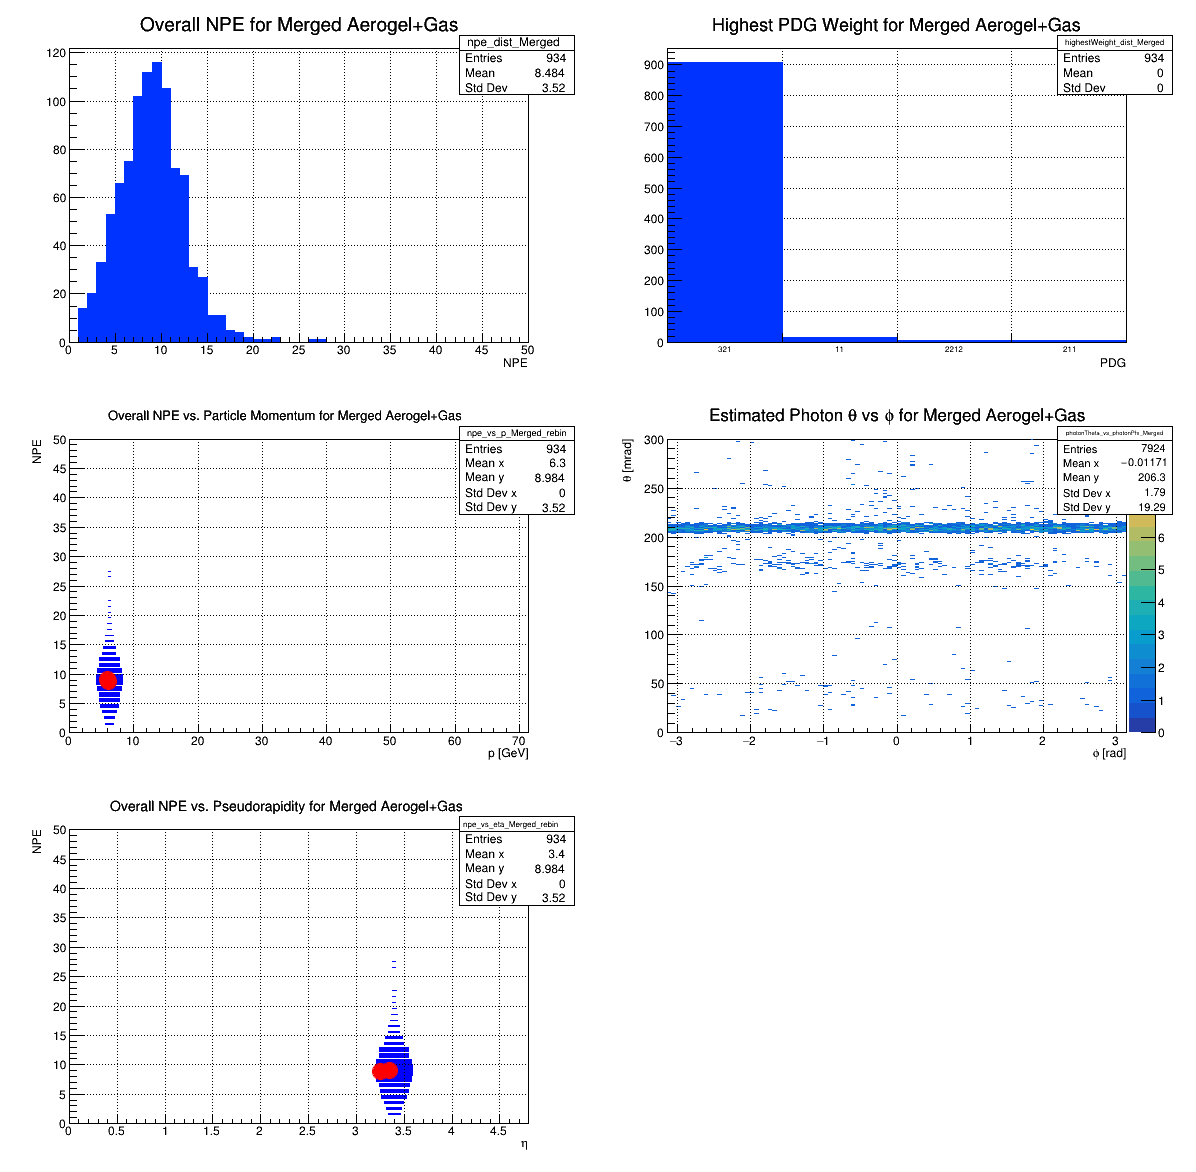 Overall NPE for Merged Aerogel+Gas
npe_dist_Merged
Entries 934
Mean 8.484
Std Dev 3.52
120
100
80
60
40
20
0
0 5 10 15 20 25 30 35 40 45 50
NPE
Highest PDG Weight for Merged Aerogel+Gas
highestWeight_dist_Merged
Entries 934
Mean 0
Std Dev 0
900
800
700
600
500
400
300
200
100
0
321 11 2212 211
PDG
Overall NPE vs. Particle Momentum for Merged Aerogel+Gas
npe_vs_p_Merged_rebin
Entries 934
Mean x 6.3
Mean y 8.984
Std Dev x 0
Std Dev y 3.52
NPE
50
45
40
35
30
25
20
15
10
5
0
0 10 20 30 40 50 60 70
p [GeV]
Estimated Photon θ vs ϕ for Merged Aerogel+Gas
photonTheta_vs_photonPhi_Merged
Entries 7924
Mean x −0.01171
Mean y 206.3
Std Dev x 1.79
Std Dev y 19.29
θ [mrad]
300
250
200
150
100
50
0
−3 −2 −1 0 1 2 3
ϕ [rad]
6
5
4
3
2
1
0
Overall NPE vs. Pseudorapidity for Merged Aerogel+Gas
npe_vs_eta_Merged_rebin
Entries 934
Mean x 3.4
Mean y 8.984
Std Dev x 0
Std Dev y 3.52
NPE
50
45
40
35
30
25
20
15
10
5
0
0 0.5 1 1.5 2 2.5 3 3.5 4 4.5
η